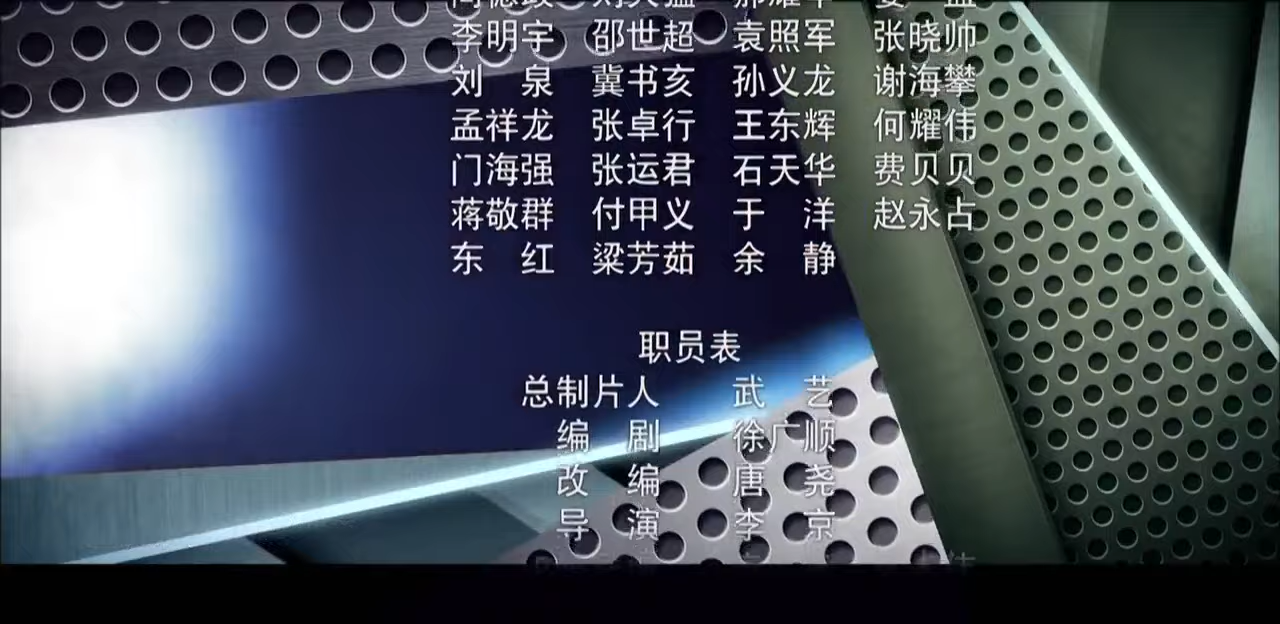 李明宇 邵世超 袁照军 张晓帅
刘 泉 冀书亥 孙义龙 谢海攀
孟祥龙 张卓行 王东辉 何耀伟
门海强 张运君 石天华 费贝贝
蒋敬群 付甲义 于 洋 赵永占
东 红 梁芳茹 余 静
职员表
总制片人 武 艺
编 剧 徐广顺
改 编 唐 尧
导 演 李 京